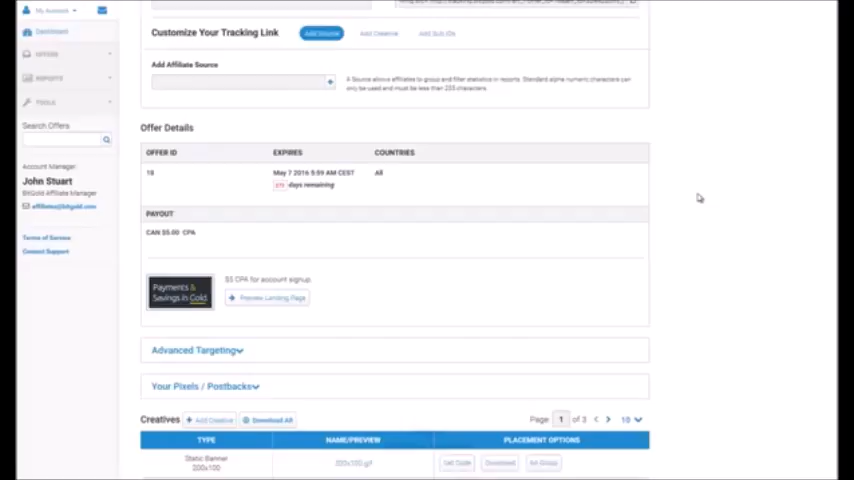 My Account
Dashboard
OFFERS
REPORTS
TOOLS
Search Offers
Account Manager:
John Stuart
BitGold Affiliate Manager
affiliates@bitgold.com
Terms of Service
Contact Support
Customize Your Tracking Link
Add Source
Add Creative
Add Sub IDs
Add Affiliate Source
A Source allows affiliates to group and filter statistics in reports. Standard alpha numeric characters can
only be used and must be less than 255 characters.
Offer Details
OFFER ID EXPIRES COUNTRIES
18 May 7 2016 5:59 AM CEST All
days remaining
PAYOUT
CAN $5.00 CPA
Payments &
Savings in Gold.
$5 CPA for account signup.
Preview Landing Page
Advanced Targeting
Your Pixels / Postbacks
Creatives + Add Creative Download All Page: 1 of 3 < > 10
TYPE NAME/PREVIEW PLACEMENT OPTIONS
Static Banner
200x100
200x100.gif
Get Code Download